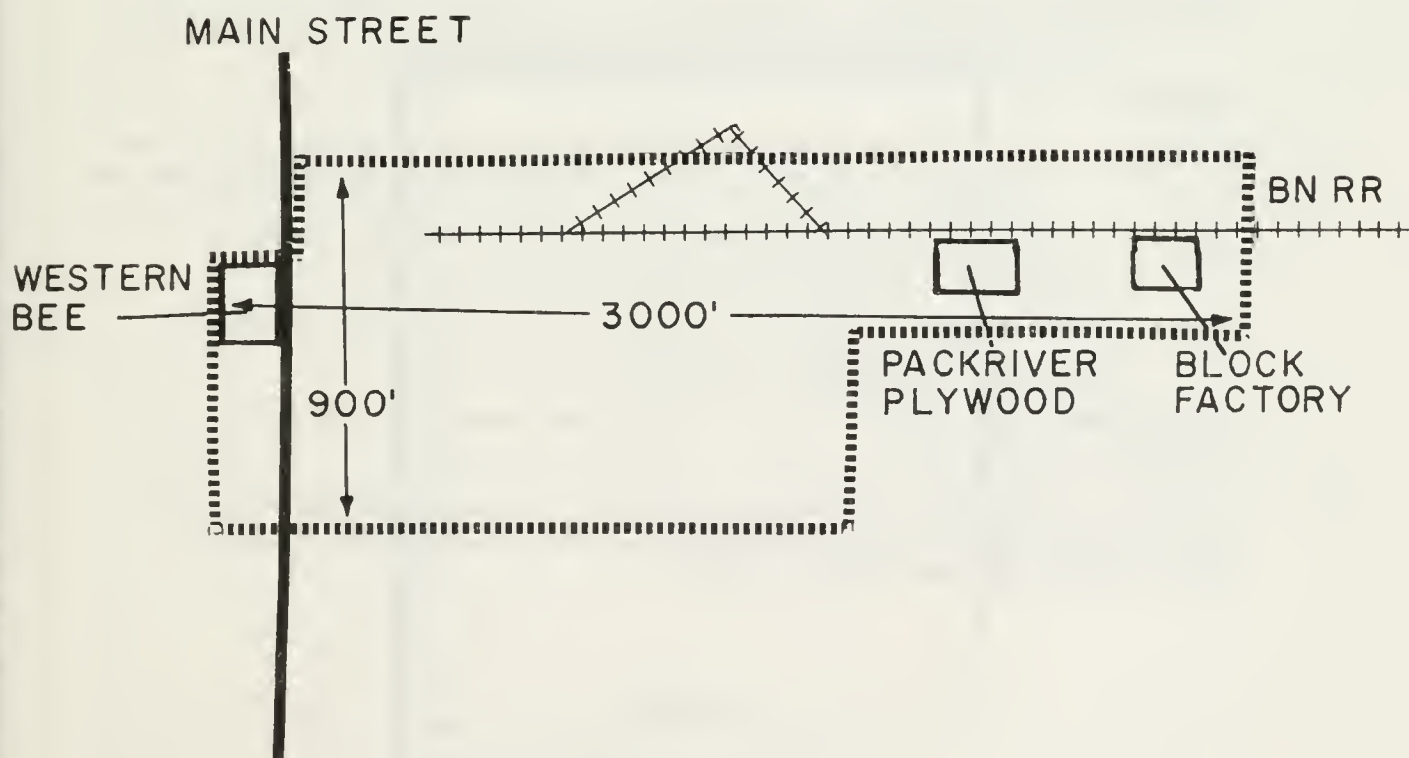 MAIN STREET
BN RR
WESTERN
BEE
3000'
PACKRIVER
PLYWOOD
BLOCK
FACTORY
900'